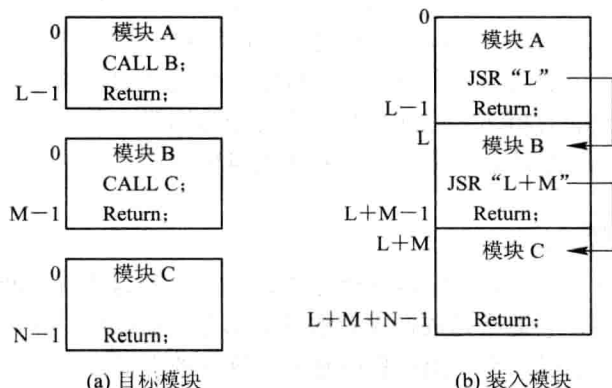 0
模块 A
CALL B;
L－1
Return;
0
模块 B
CALL C;
M－1
Return;
0
模块 C
N－1
Return;
(a) 目标模块
0
模块 A
JSR “L”
L－1
Return;
L
模块 B
JSR “L＋M”
L＋M－1
Return;
L＋M
模块 C
L＋M＋N－1
Return;
(b) 装入模块